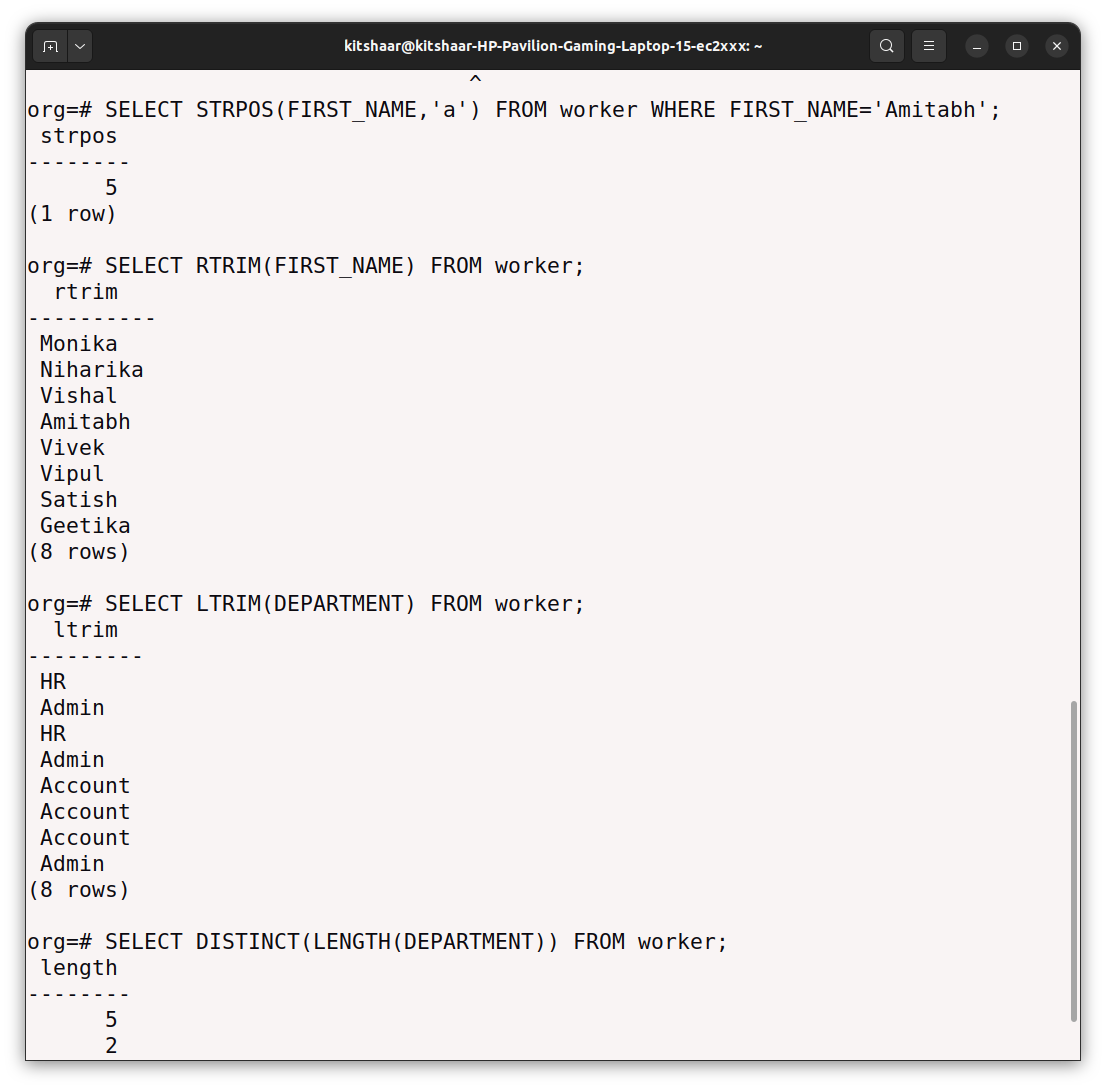 kitshaar@kitshaar-HP-Pavilion-Gaming-Laptop-15-ec2xxx: ~
^
org=# SELECT STRPOS(FIRST_NAME,'a') FROM worker WHERE FIRST_NAME='Amitabh';
strpos
--------
5
(1 row)
org=# SELECT RTRIM(FIRST_NAME) FROM worker;
rtrim
----------
Monika
Niharika
Vishal
Amitabh
Vivek
Vipul
Satish
Geetika
(8 rows)
org=# SELECT LTRIM(DEPARTMENT) FROM worker;
ltrim
---------
HR
Admin
HR
Admin
Account
Account
Account
Admin
(8 rows)
org=# SELECT DISTINCT(LENGTH(DEPARTMENT)) FROM worker;
length
--------
5
2